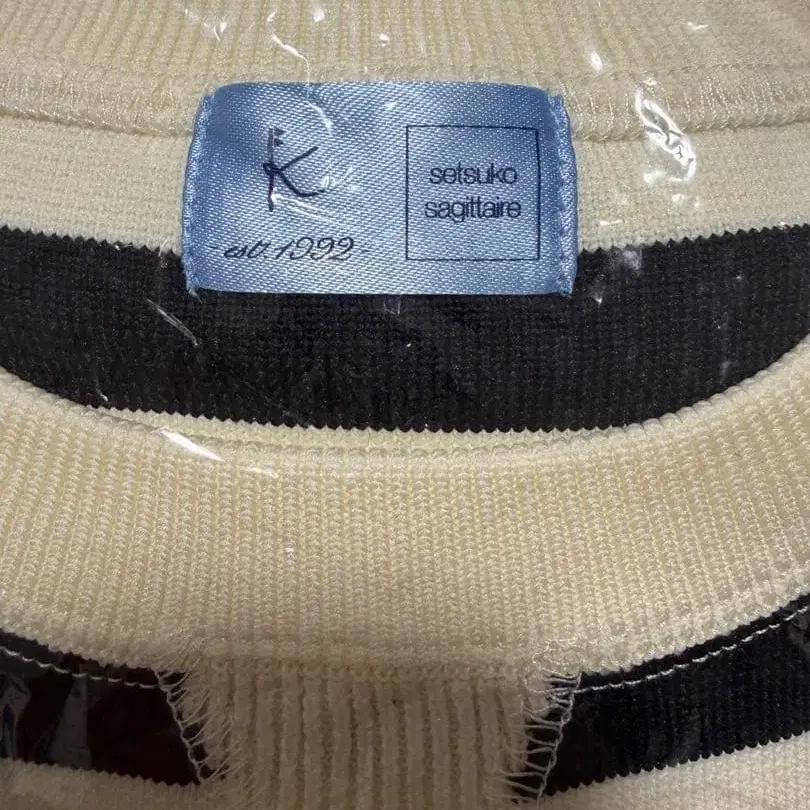 K
-est. 1992-
setsuko
sagittaire